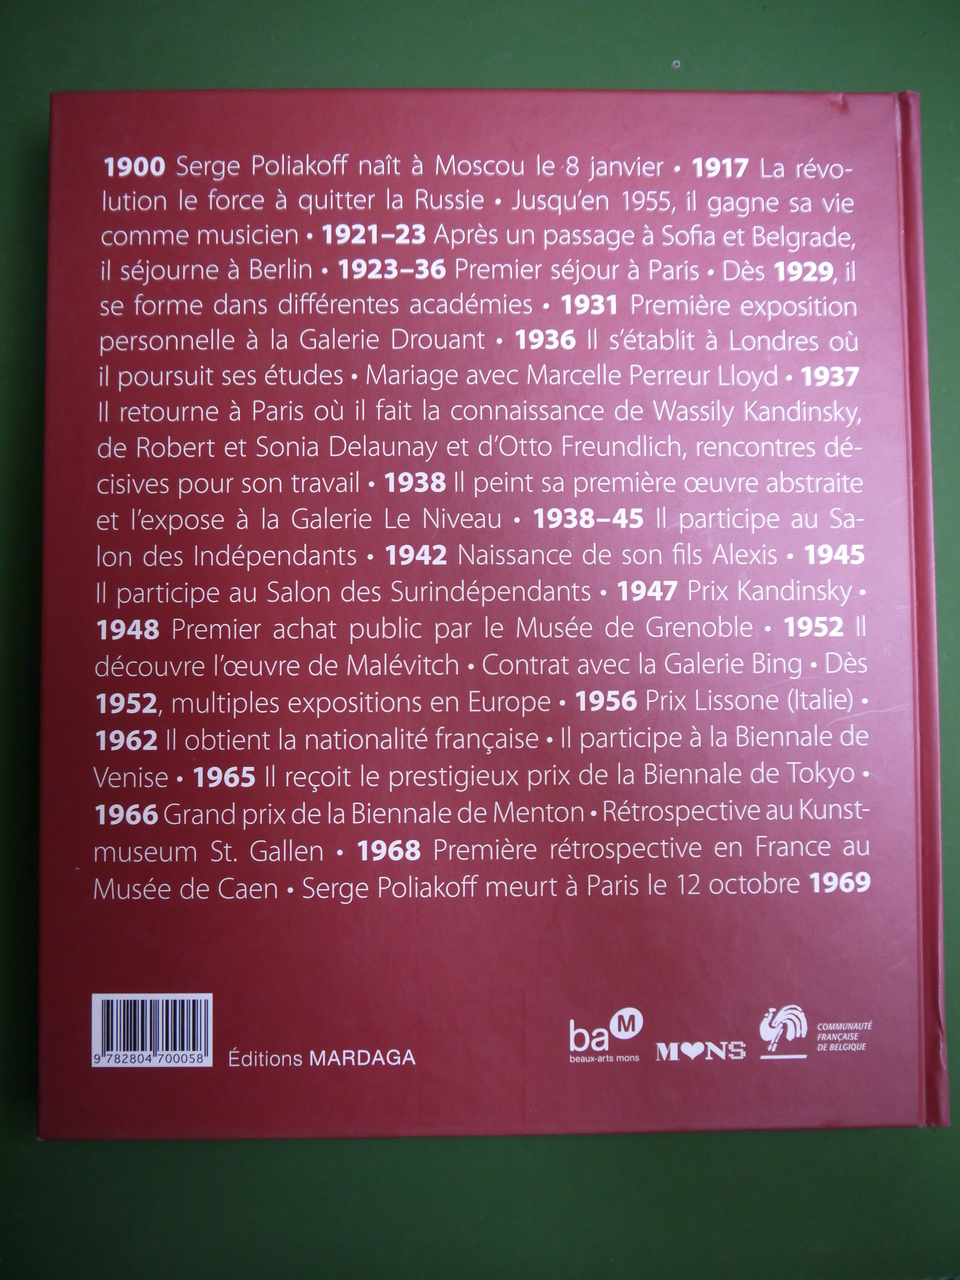 1900 Serge Poliakoff naît à Moscou le 8 janvier • 1917 La révo-
lution le force à quitter la Russie • Jusqu'en 1955, il gagne sa vie
comme musicien • 1921–23 Après un passage à Sofia et Belgrade,
il séjourne à Berlin • 1923–36 Premier séjour à Paris • Dès 1929, il
se forme dans différentes académies • 1931 Première exposition
personnelle à la Galerie Drouant • 1936 Il s'établit à Londres où
il poursuit ses études • Mariage avec Marcelle Perreur Lloyd • 1937
Il retourne à Paris où il fait la connaissance de Wassily Kandinsky,
de Robert et Sonia Delaunay et d'Otto Freundlich, rencontres dé-
cisives pour son travail • 1938 Il peint sa première œuvre abstraite
et l'expose à la Galerie Le Niveau • 1938–45 Il participe au Sa-
lon des Indépendants • 1942 Naissance de son fils Alexis • 1945
Il participe au Salon des Surindépendants • 1947 Prix Kandinsky •
1948 Premier achat public par le Musée de Grenoble • 1952 Il
découvre l'œuvre de Malévitch • Contrat avec la Galerie Bing • Dès
1952, multiples expositions en Europe • 1956 Prix Lissone (Italie) •
1962 Il obtient la nationalité française • Il participe à la Biennale de
Venise • 1965 Il reçoit le prestigieux prix de la Biennale de Tokyo •
1966 Grand prix de la Biennale de Menton • Rétrospective au Kunst-
museum St. Gallen • 1968 Première rétrospective en France au
Musée de Caen • Serge Poliakoff meurt à Paris le 12 octobre 1969
9 782804 700058
Éditions MARDAGA
baM
beaux-arts mons
M♥NS
COMMUNAUTÉ
FRANÇAISE
DE BELGIQUE